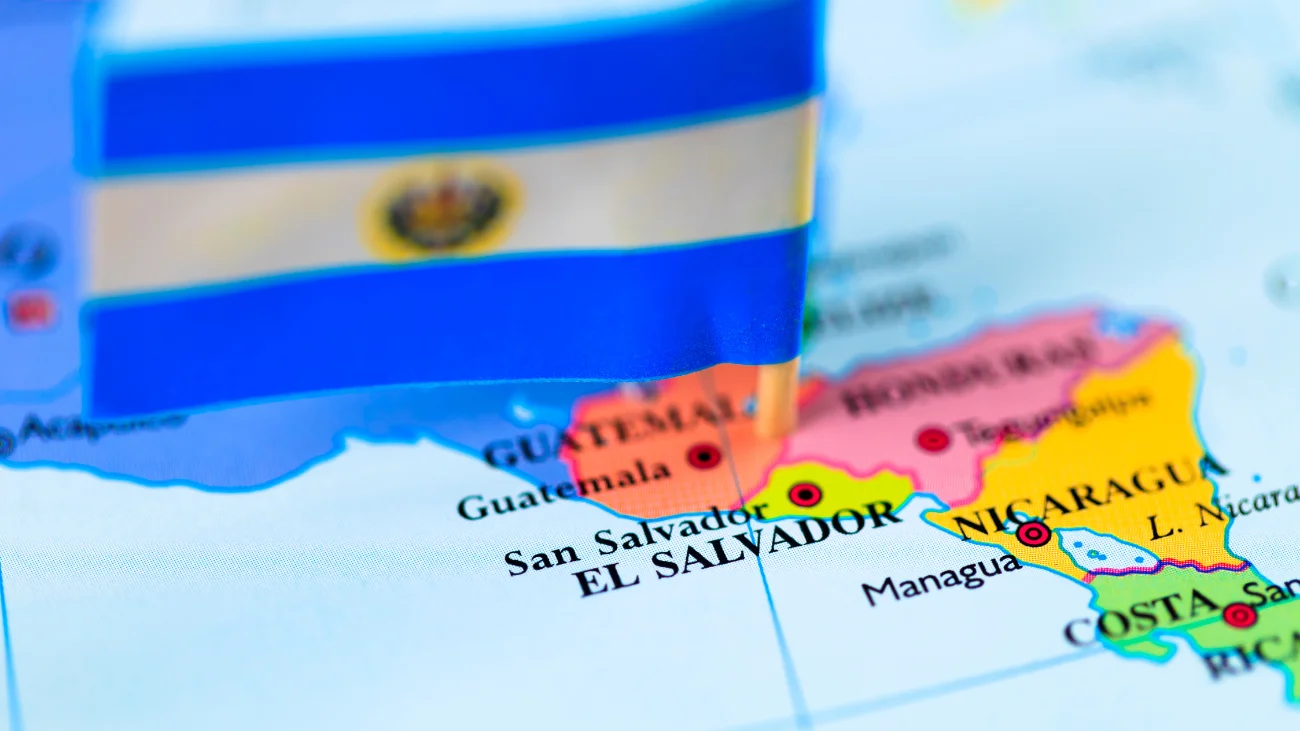 Acapulco
HONDURAS
GUATEMALA
Tegucigalpa
Guatemala
San Salvador
EL SALVADOR
NICARAGUA
L. Nicara
Managua
COSTA
San
RICA